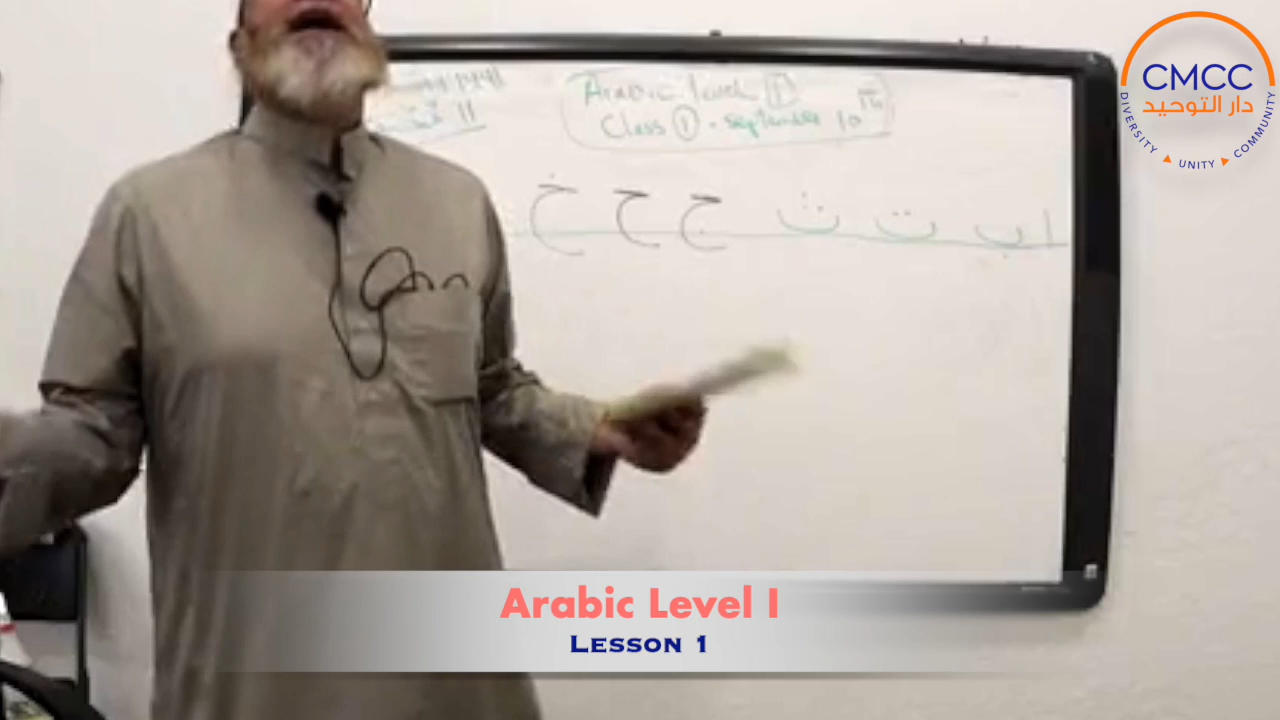 Arabic level 1
Class 1 - September 10th
ا ب ت ث ج ح خ
CMCC
دار التوحيد
DIVERSITY ▲ UNITY ▲ COMMUNITY
Arabic Level I
Lesson 1